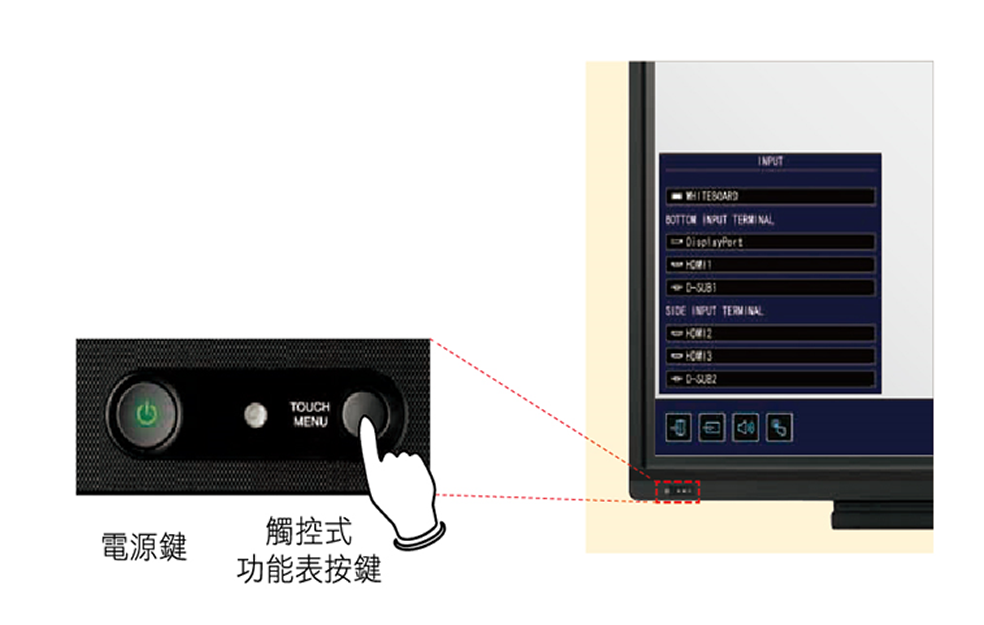 INPUT
WHITEBOARD
BOTTOM INPUT TERMINAL
DisplayPort
HDMI1
D-SUB1
SIDE INPUT TERMINAL
HDMI2
HDMI3
D-SUB2
TOUCH
MENU
電源鍵
觸控式
功能表按鍵